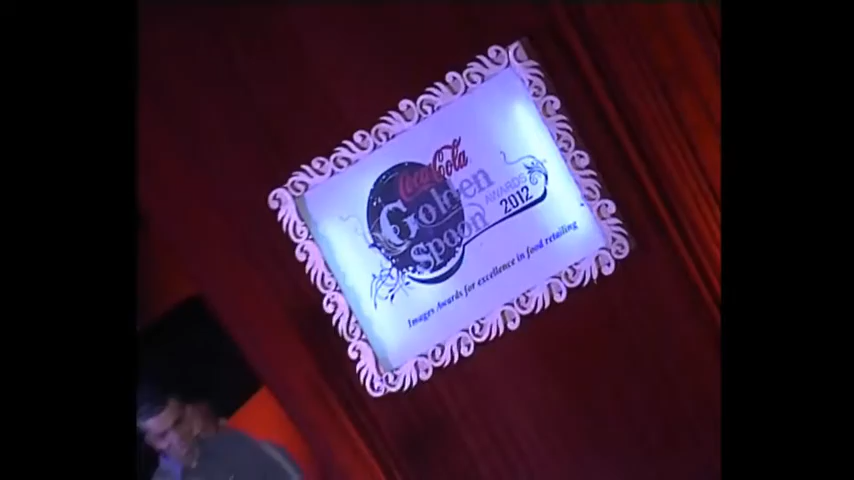 Coca-Cola
Golden
Spoon
AWARDS
2012
Images Awards for excellence in food retailing